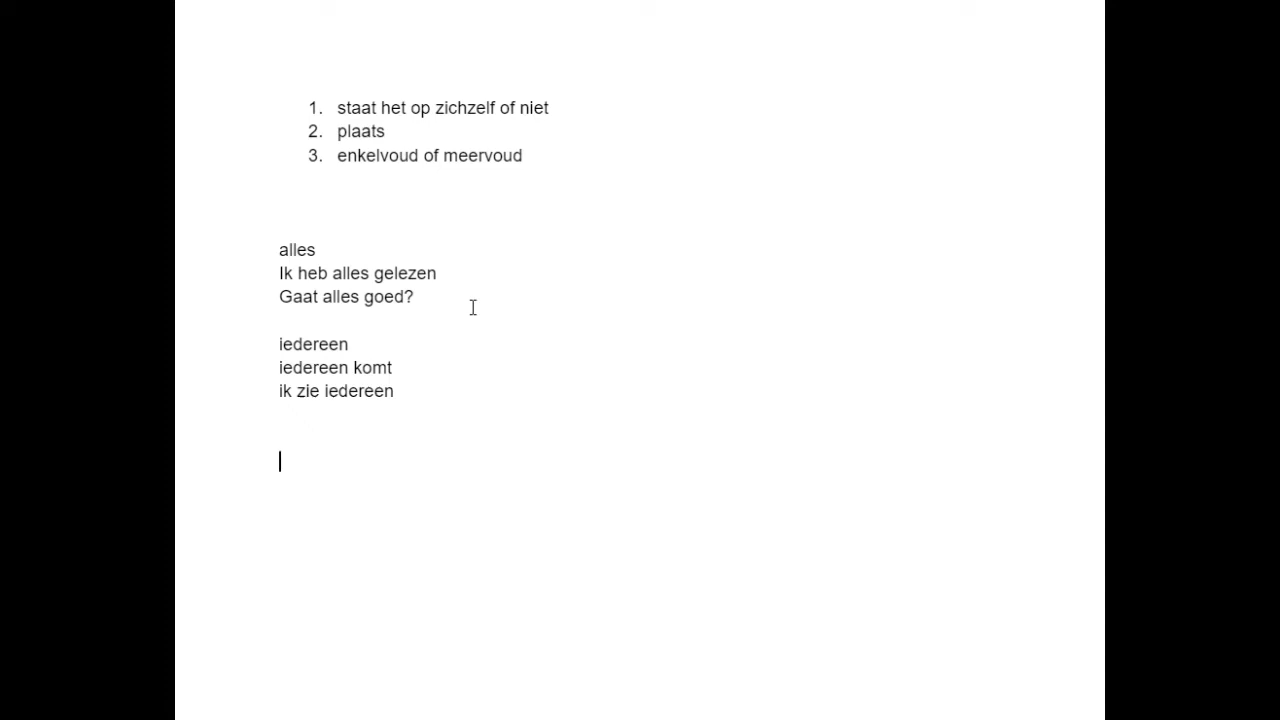 1. staat het op zichzelf of niet
2. plaats
3. enkelvoud of meervoud
alles
Ik heb alles gelezen
Gaat alles goed?
iedereen
iedereen komt
ik zie iedereen